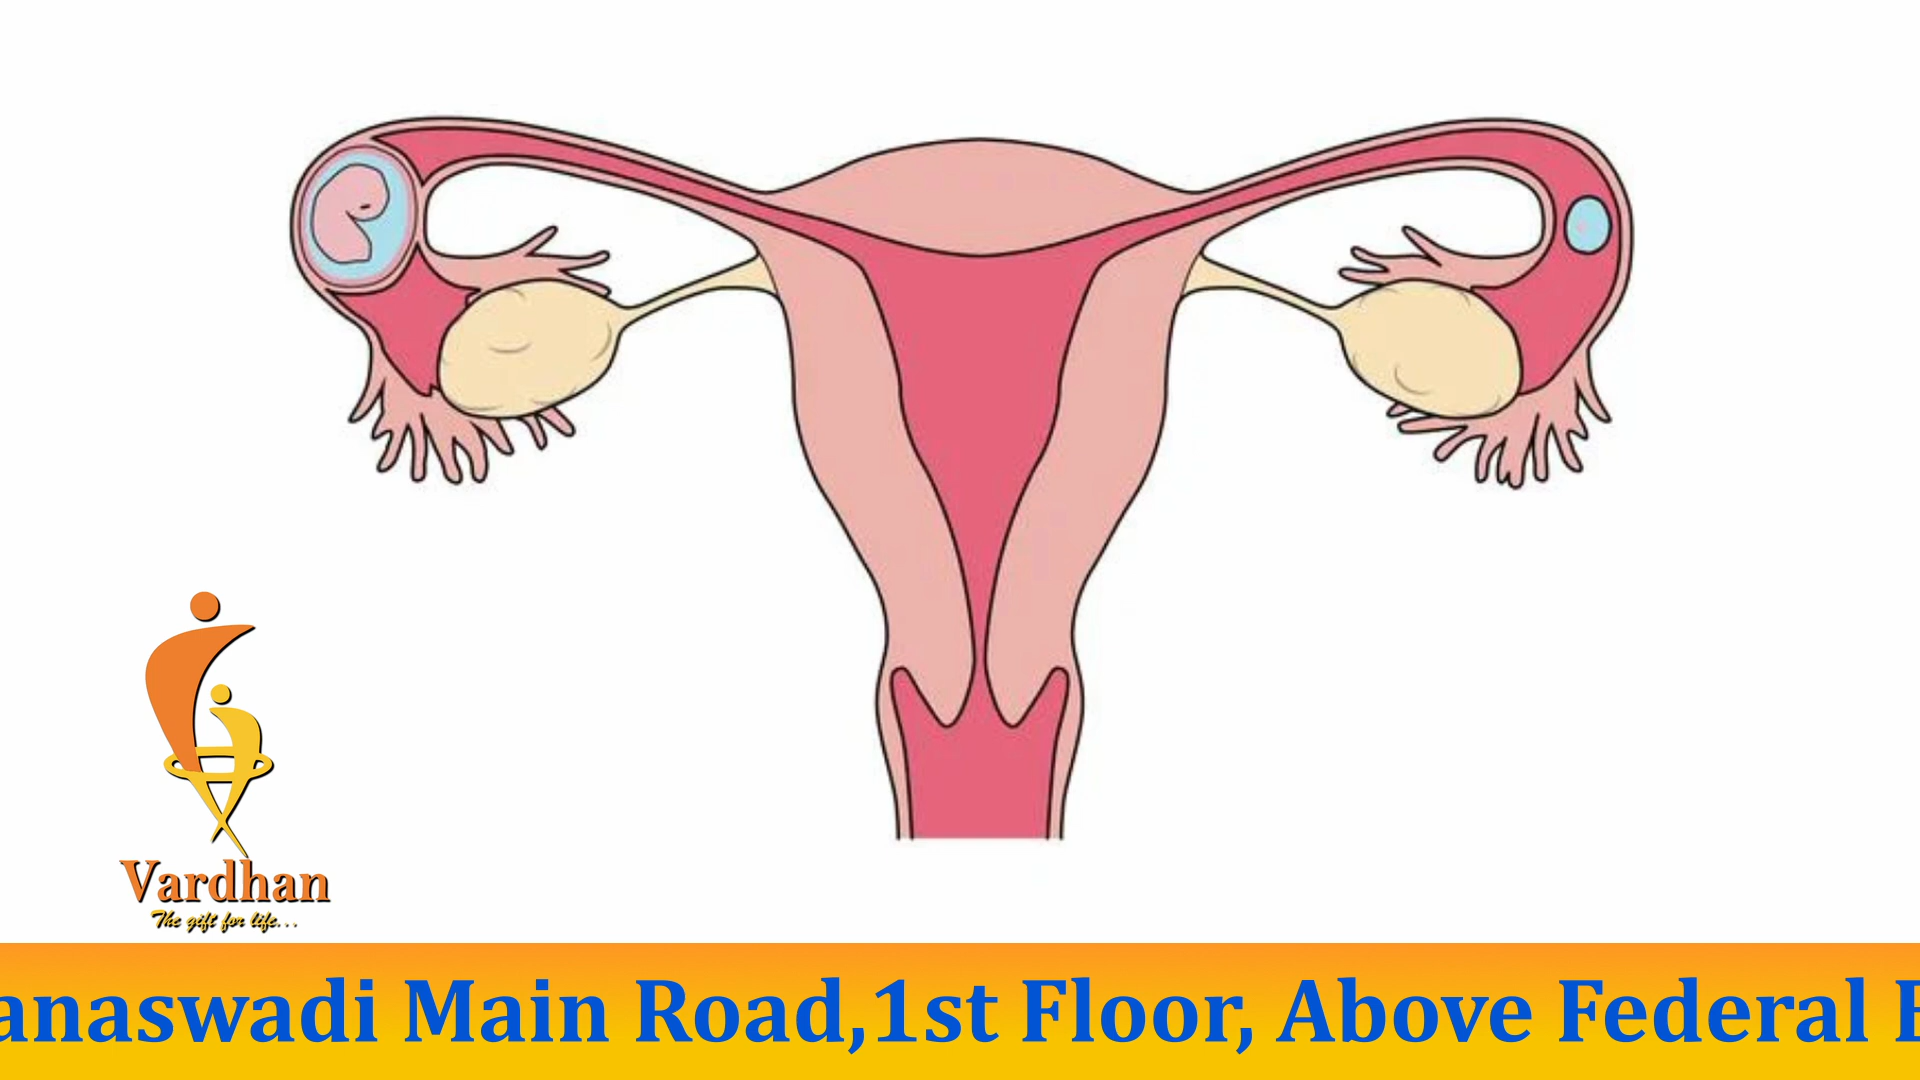 Vardhan
The gift for life...
anaswadi Main Road,1st Floor, Above Federal